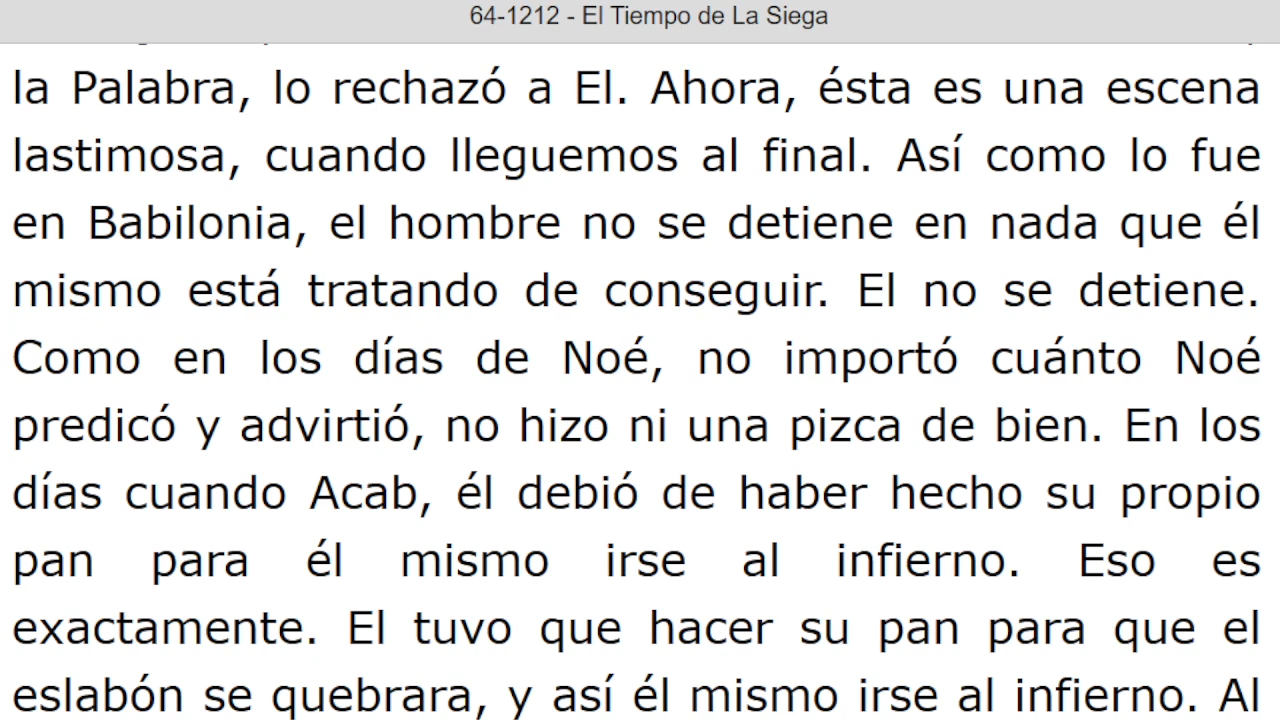 64-1212 - El Tiempo de La Siega
la Palabra, lo rechazó a El. Ahora, ésta es una escena
lastimosa, cuando lleguemos al final. Así como lo fue
en Babilonia, el hombre no se detiene en nada que él
mismo está tratando de conseguir. El no se detiene.
Como en los días de Noé, no importó cuánto Noé
predicó y advirtió, no hizo ni una pizca de bien. En los
días cuando Acab, él debió de haber hecho su propio
pan para él mismo irse al infierno. Eso es
exactamente. El tuvo que hacer su pan para que el
eslabón se quebrara, y así él mismo irse al infierno. Al